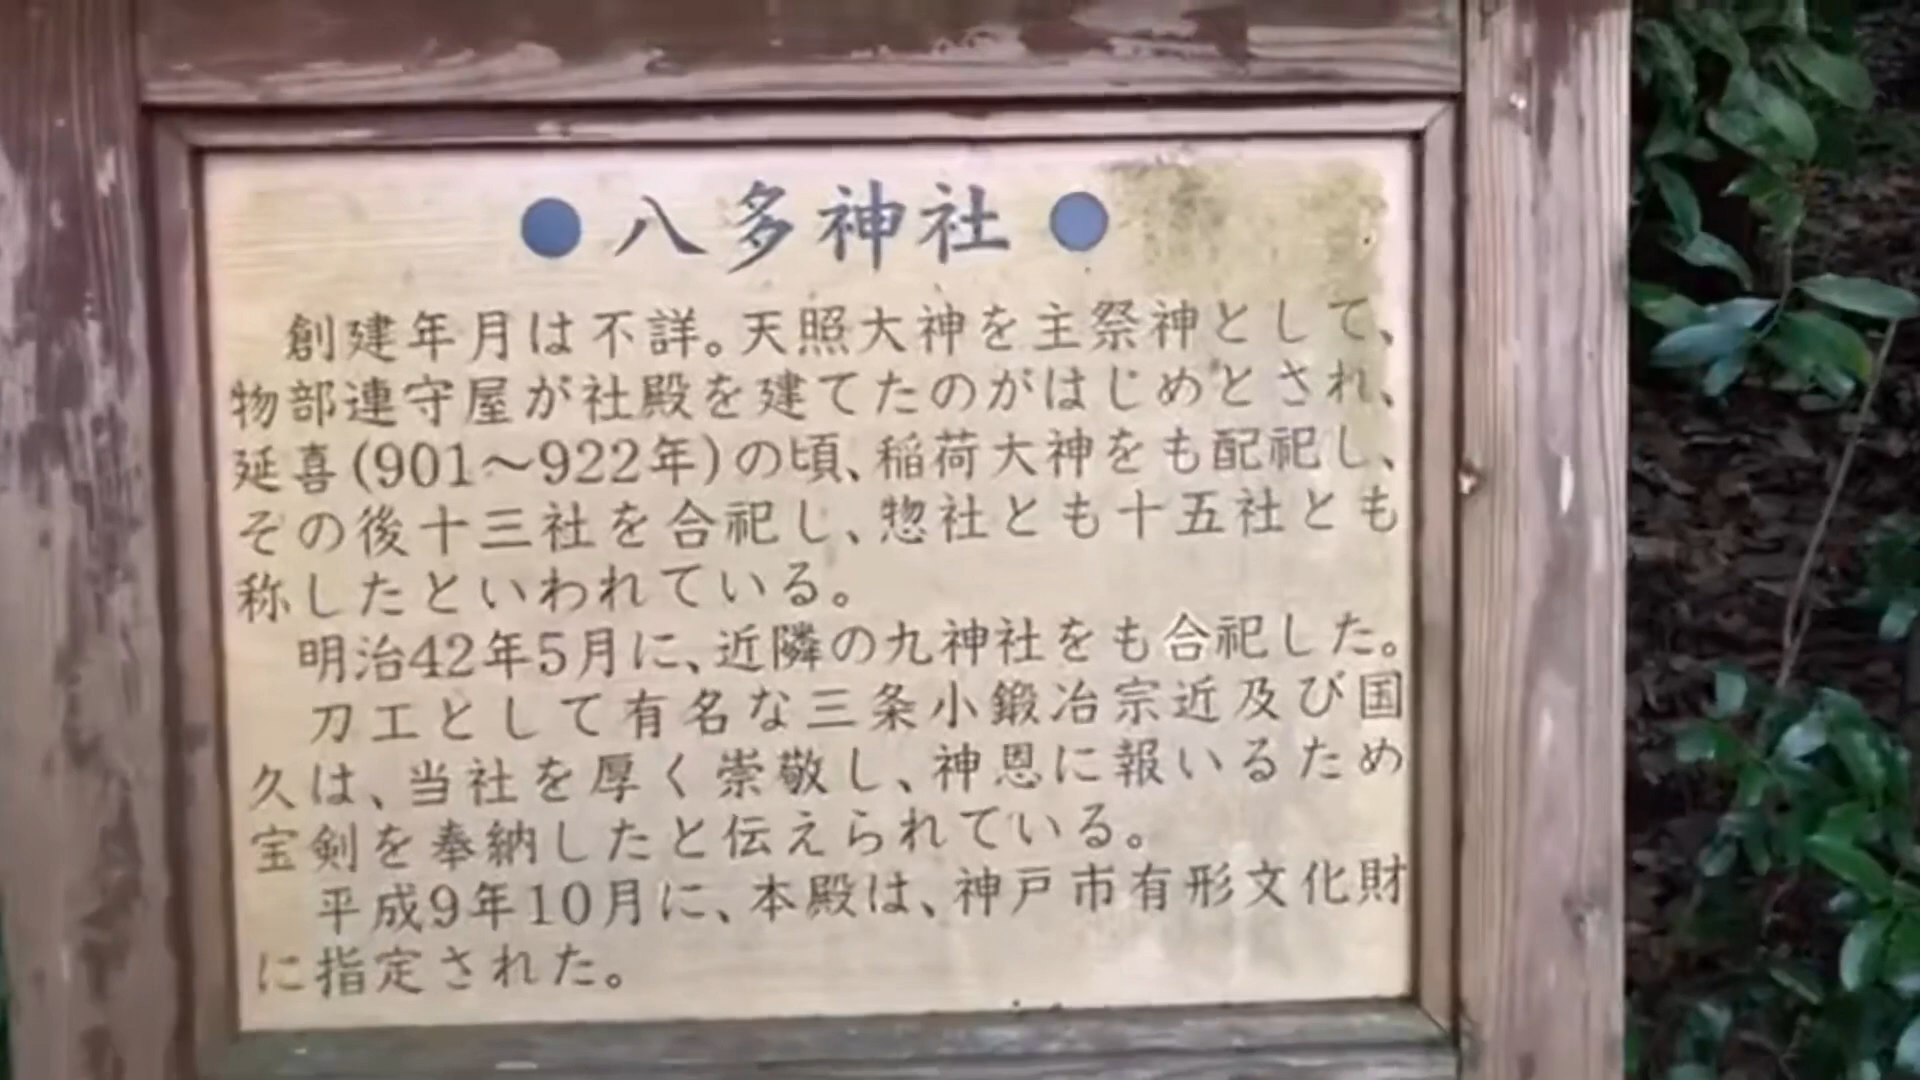 ●八多神社●
創建年月は不詳。天照大神を主祭神として、
物部連守屋が社殿を建てたのがはじめとされ、
延喜(901～922年)の頃、稲荷大神をも配祀し、
その後十三社を合祀し、惣社とも十五社とも
称したといわれている。
明治42年5月に、近隣の九神社をも合祀した。
刀工として有名な三条小鍛冶宗近及び国
久は、当社を厚く崇敬し、神恩に報いるため
宝剣を奉納したと伝えられている。
平成9年10月に、本殿は、神戸市有形文化財
に指定された。